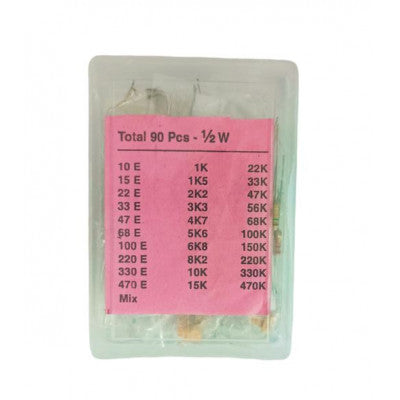 Total 90 Pcs - ½ W
10 E 1K 22K
15 E 1K5 33K
22 E 2K2 47K
33 E 3K3 56K
47 E 4K7 68K
68 E 5K6 100K
100 E 6K8 150K
220 E 8K2 220K
330 E 10K 330K
470 E 15K 470K
Mix